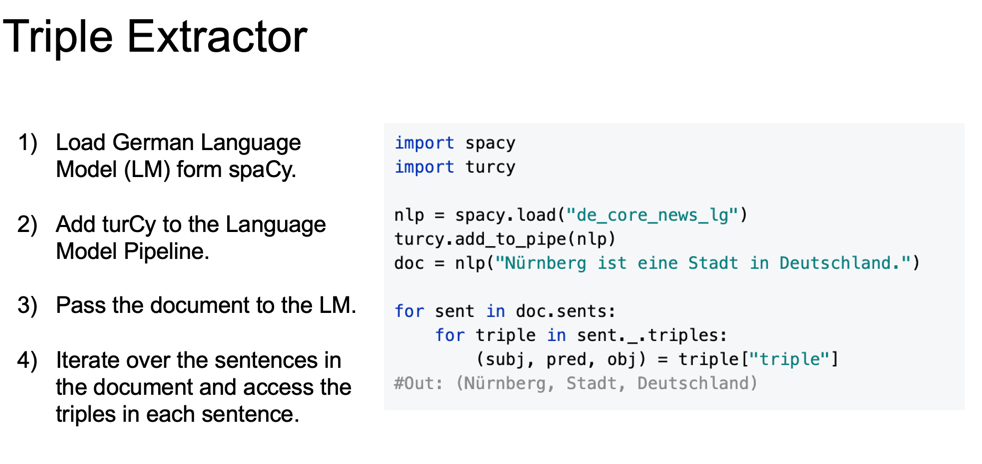 Triple Extractor
1) Load German Language
Model (LM) form spaCy.
2) Add turCy to the Language
Model Pipeline.
3) Pass the document to the LM.
4) Iterate over the sentences in
the document and access the
triples in each sentence.
import spacy
import turcy
nlp = spacy.load("de_core_news_lg")
turcy.add_to_pipe(nlp)
doc = nlp("Nürnberg ist eine Stadt in Deutschland.")
for sent in doc.sents:
    for triple in sent._.triples:
        (subj, pred, obj) = triple["triple"]
#Out: (Nürnberg, Stadt, Deutschland)